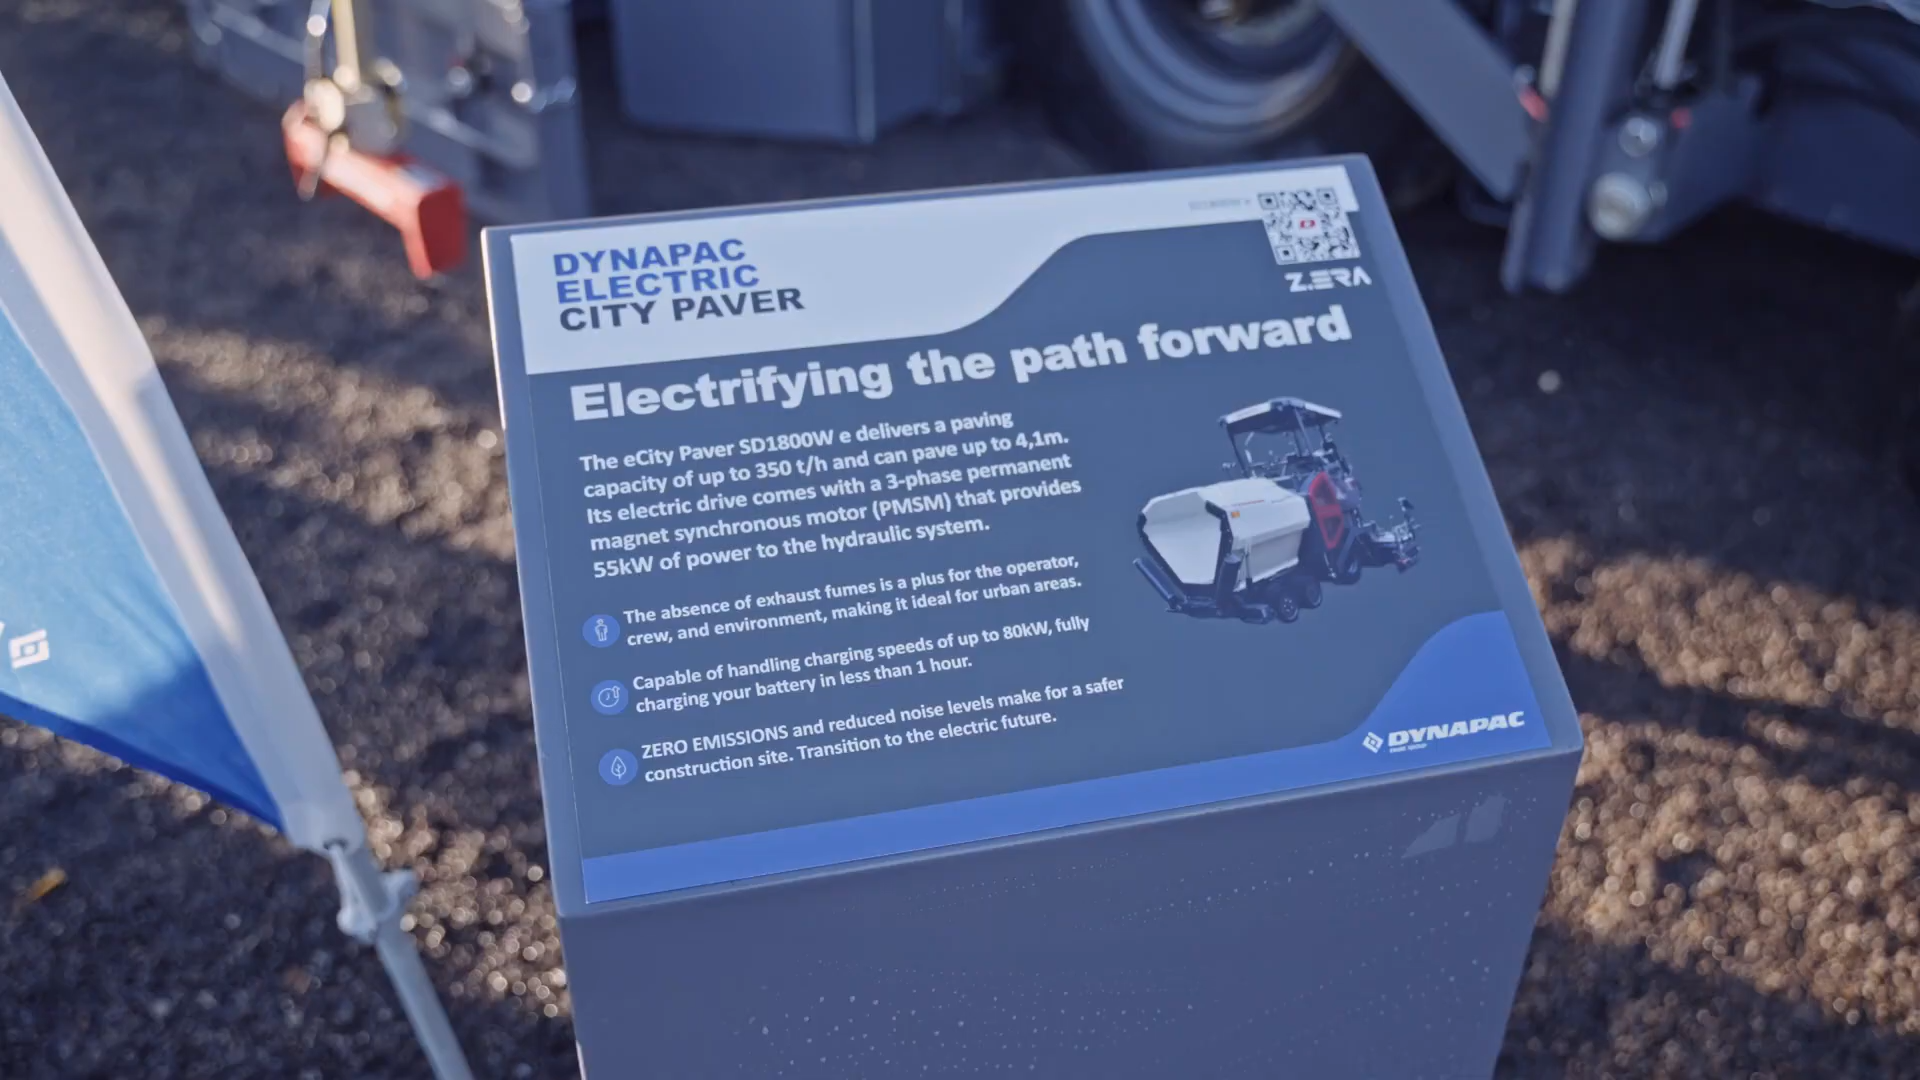 DYNAPAC
ELECTRIC
CITY PAVER
Z.ERA
Electrifying the path forward
The eCity Paver SD1800W e delivers a paving
capacity of up to 350 t/h and can pave up to 4,1m.
Its electric drive comes with a 3-phase permanent
magnet synchronous motor (PMSM) that provides
55kW of power to the hydraulic system.
The absence of exhaust fumes is a plus for the operator,
crew, and environment, making it ideal for urban areas.
Capable of handling charging speeds of up to 80kW, fully
charging your battery in less than 1 hour.
ZERO EMISSIONS and reduced noise levels make for a safer
construction site. Transition to the electric future.
DYNAPAC